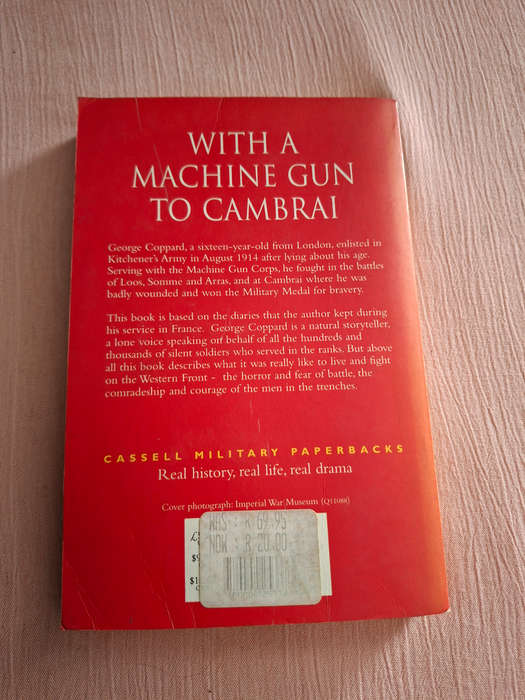 WITH A
MACHINE GUN
TO CAMBRAI
George Coppard, a sixteen-year-old from London, enlisted in
Kitchener's Army in August 1914 after lying about his age.
Serving with the Machine Gun Corps, he fought in the battles
of Loos, Somme and Arras, and at Cambrai where he was
badly wounded and won the Military Medal for bravery.
This book is based on the diaries that the author kept during
his service in France. George Coppard is a natural storyteller,
a lone voice speaking on behalf of all the hundreds and
thousands of silent soldiers who served in the ranks. But above
all this book describes what it was really like to live and fight
on the Western Front - the horror and fear of battle, the
comradeship and courage of the men in the trenches.
CASSELL MILITARY PAPERBACKS
Real history, real life, real drama
Cover photograph: Imperial War Museum (Q11088)
WAS : R 69.95
NOW : R 20.00